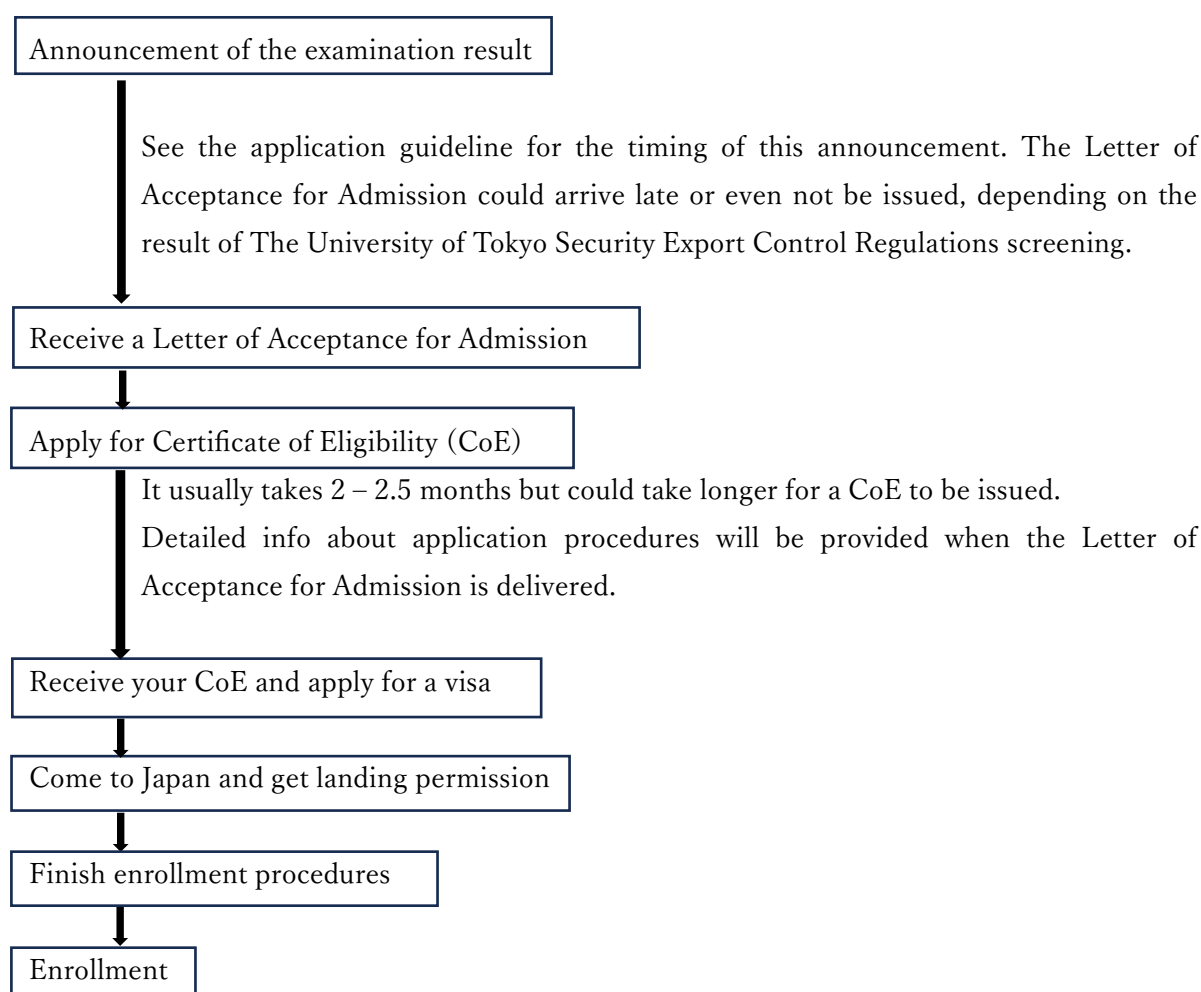 Announcement of the examination result
See the application guideline for the timing of this announcement. The Letter of
Acceptance for Admission could arrive late or even not be issued, depending on the
result of The University of Tokyo Security Export Control Regulations screening.
Receive a Letter of Acceptance for Admission
Apply for Certificate of Eligibility (CoE)
It usually takes 2 – 2.5 months but could take longer for a CoE to be issued.
Detailed info about application procedures will be provided when the Letter of
Acceptance for Admission is delivered.
Receive your CoE and apply for a visa
Come to Japan and get landing permission
Finish enrollment procedures
Enrollment